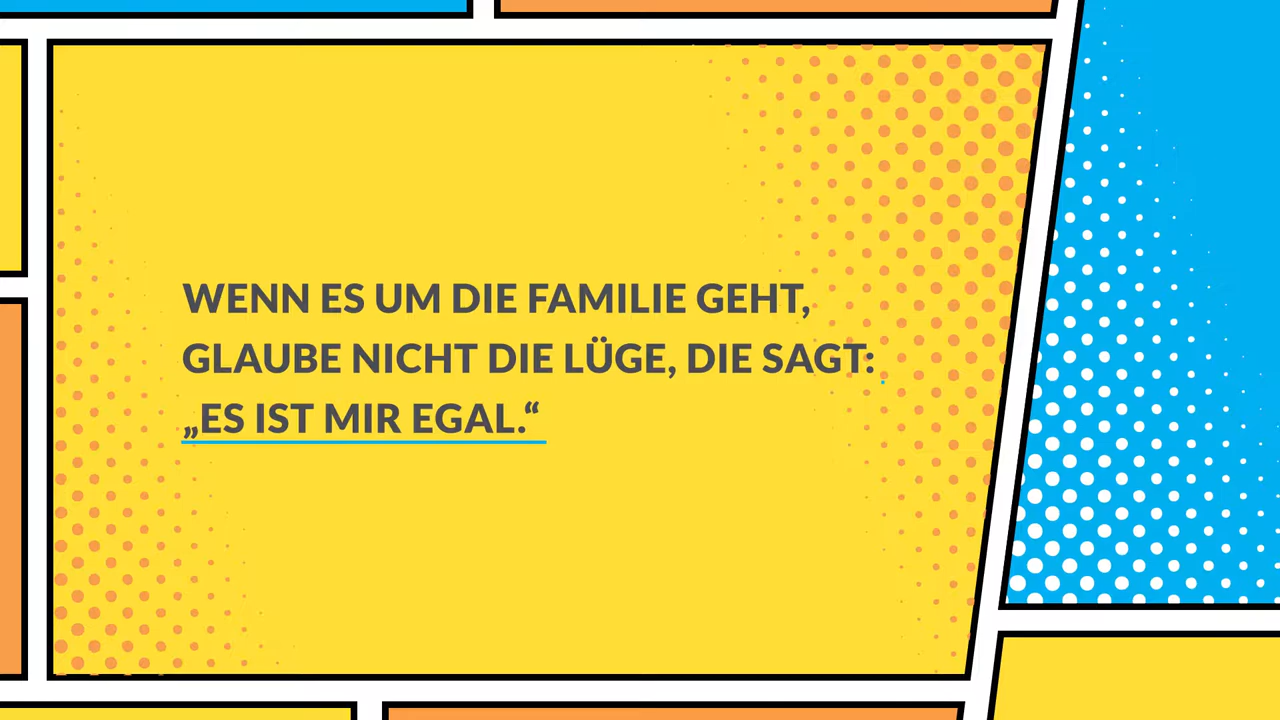 WENN ES UM DIE FAMILIE GEHT,
GLAUBE NICHT DIE LÜGE, DIE SAGT:
„ES IST MIR EGAL.“